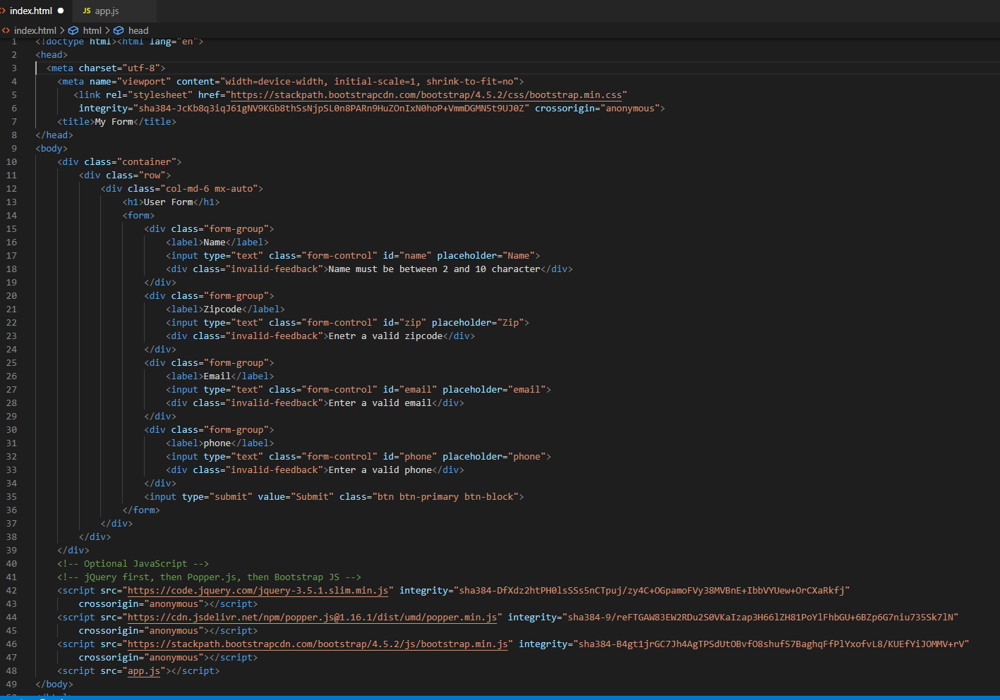 index.html ●
JS app.js
index.html > html > head
1 <!doctype html><html lang="en">
2 <head>
3 <meta charset="utf-8">
4 <meta name="viewport" content="width=device-width, initial-scale=1, shrink-to-fit=no">
5 <link rel="stylesheet" href="https://stackpath.bootstrapcdn.com/bootstrap/4.5.2/css/bootstrap.min.css"
6 integrity="sha384-JcKb8q3iqJ61gNV9KGb8thSsNjpSL0n8PARn9HuZOnIxN0hoP+VmmDGMN5t9UJ0Z" crossorigin="anonymous">
7 <title>My Form</title>
8 </head>
9 <body>
10 <div class="container">
11 <div class="row">
12 <div class="col-md-6 mx-auto">
13 <h1>User Form</h1>
14 <form>
15 <div class="form-group">
16 <label>Name</label>
17 <input type="text" class="form-control" id="name" placeholder="Name">
18 <div class="invalid-feedback">Name must be between 2 and 10 character</div>
19 </div>
20 <div class="form-group">
21 <label>Zipcode</label>
22 <input type="text" class="form-control" id="zip" placeholder="Zip">
23 <div class="invalid-feedback">Enetr a valid zipcode</div>
24 </div>
25 <div class="form-group">
26 <label>Email</label>
27 <input type="text" class="form-control" id="email" placeholder="email">
28 <div class="invalid-feedback">Enter a valid email</div>
29 </div>
30 <div class="form-group">
31 <label>phone</label>
32 <input type="text" class="form-control" id="phone" placeholder="phone">
33 <div class="invalid-feedback">Enter a valid phone</div>
34 </div>
35 <input type="submit" value="Submit" class="btn btn-primary btn-block">
36 </form>
37 </div>
38 </div>
39 </div>
40 <!-- Optional JavaScript -->
41 <!-- jQuery first, then Popper.js, then Bootstrap JS -->
42 <script src="https://code.jquery.com/jquery-3.5.1.slim.min.js" integrity="sha384-DfXdz2htPH0lsSSs5nCTpuj/zy4C+OGpamoFVy38MVBnE+IbbVYUew+OrCXaRkfj"
43 crossorigin="anonymous"></script>
44 <script src="https://cdn.jsdelivr.net/npm/popper.js@1.16.1/dist/umd/popper.min.js" integrity="sha384-9/reFTGAW83EW2RDu2S0VKaIzap3H66lZH81PoYlFhbGU+6BZp6G7niu735Sk7lN"
45 crossorigin="anonymous"></script>
46 <script src="https://stackpath.bootstrapcdn.com/bootstrap/4.5.2/js/bootstrap.min.js" integrity="sha384-B4gt1jrGC7Jh4AgTPSdUtOBvfO8shuf57BaghqFfPlYxofvL8/KUEfYiJOMMV+rV"
47 crossorigin="anonymous"></script>
48 <script src="app.js"></script>
49 </body>